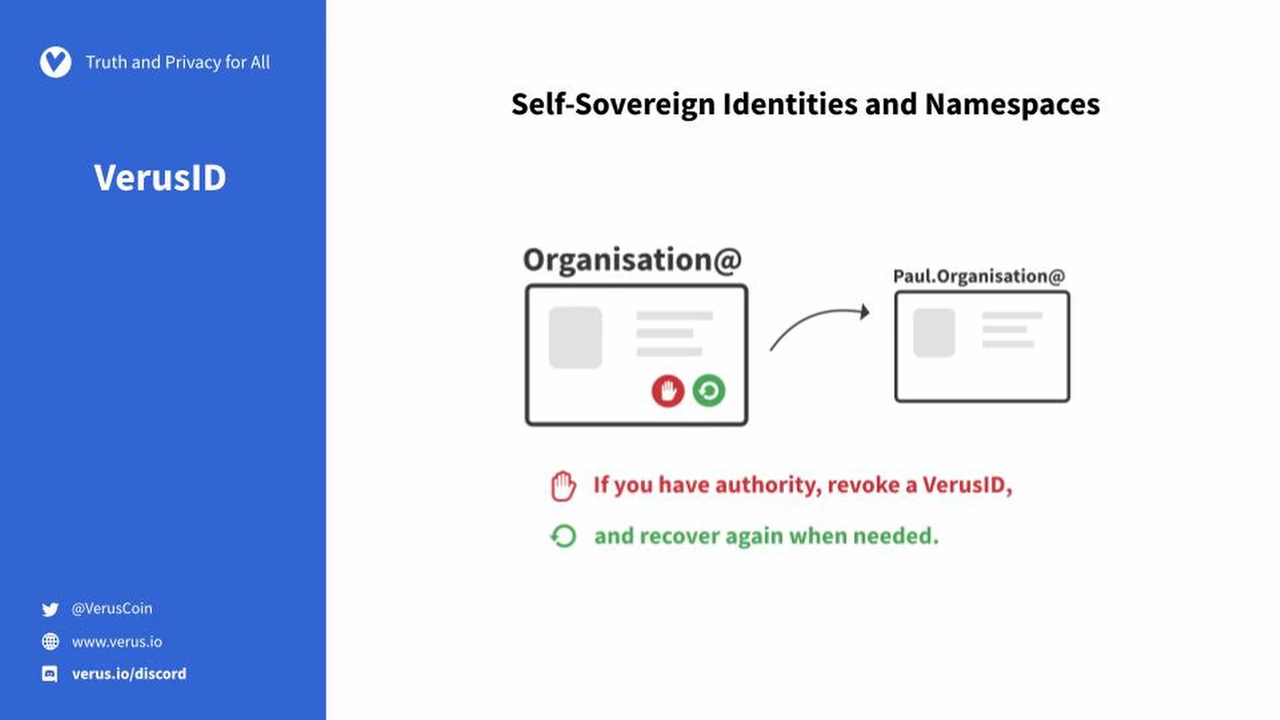 Truth and Privacy for All
VerusID
@VerusCoin
www.verus.io
verus.io/discord
Self-Sovereign Identities and Namespaces
Organisation@
Paul.Organisation@
If you have authority, revoke a VerusID,
and recover again when needed.